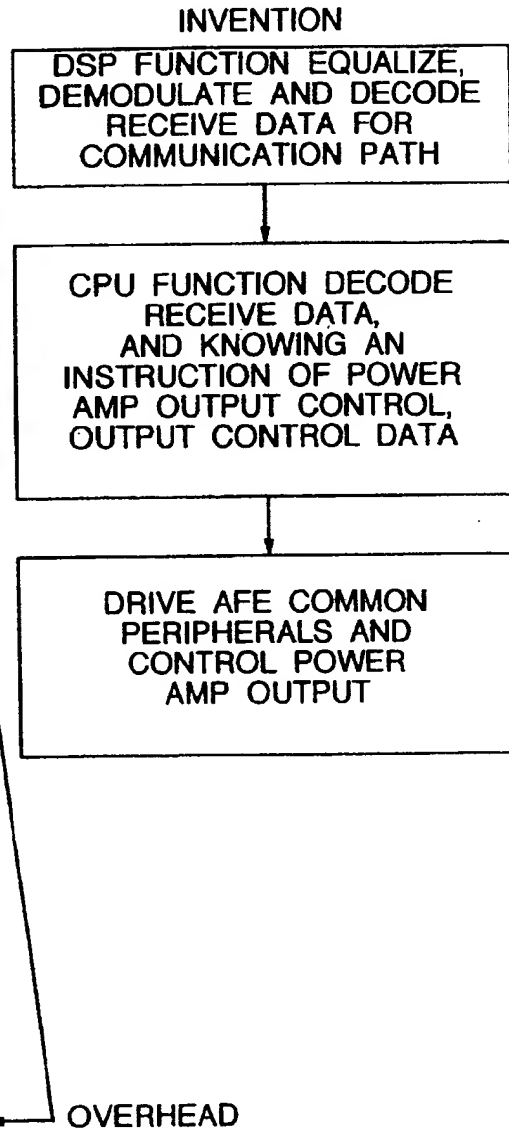 INVENTION
DSP FUNCTION EQUALIZE,
DEMODULATE AND DECODE
RECEIVE DATA FOR
COMMUNICATION PATH
CPU FUNCTION DECODE
RECEIVE DATA,
AND KNOWING AN
INSTRUCTION OF POWER
AMP OUTPUT CONTROL,
OUTPUT CONTROL DATA
DRIVE AFE COMMON
PERIPHERALS AND
CONTROL POWER
AMP OUTPUT
OVERHEAD